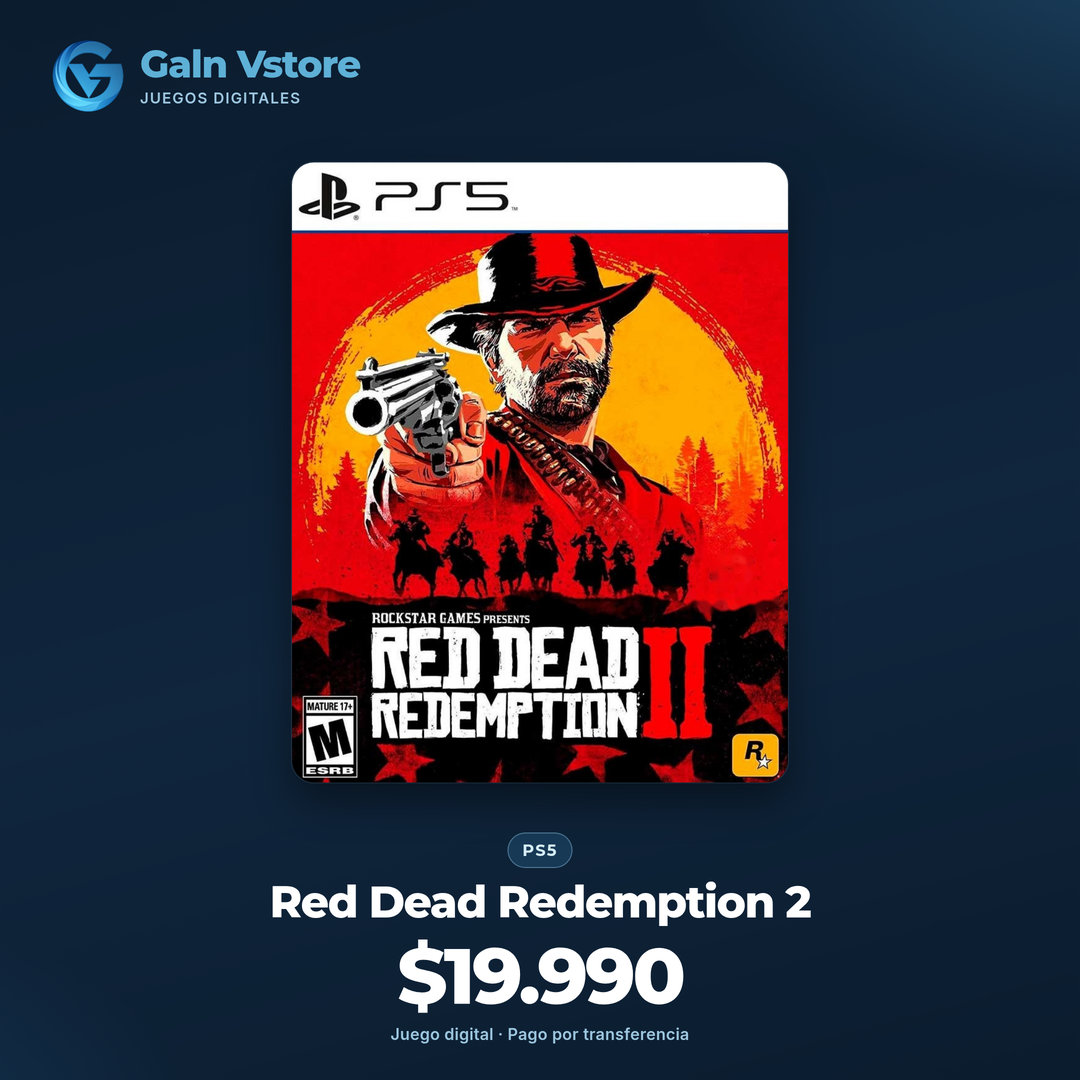 GaIn Vstore
JUEGOS DIGITALES
PS5
ROCKSTAR GAMES PRESENTS
RED DEAD
REDEMPTION II
MATURE 17+
M
ESRB
R
PS5
Red Dead Redemption 2
$19.990
Juego digital · Pago por transferencia